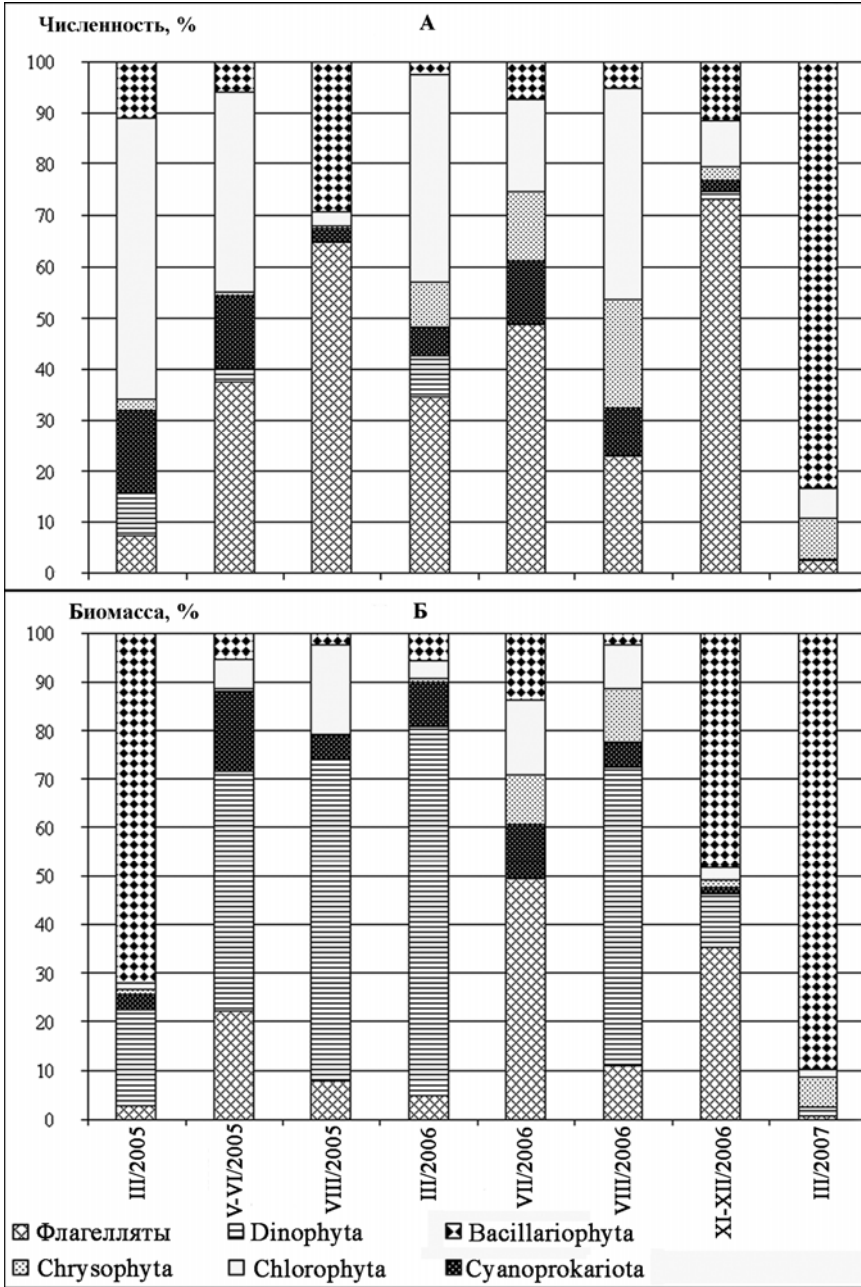 Численность, %
А
100
90
80
70
60
50
40
30
20
10
0
Биомасса, %
Б
100
90
80
70
60
50
40
30
20
10
0
III/2005
V-VI/2005
VIII/2005
III/2006
VII/2006
VIII/2006
XI-XII/2006
III/2007
Флагелляты
Dinophyta
Bacillariophyta
Chrysophyta
Chlorophyta
Cyanoprokariota